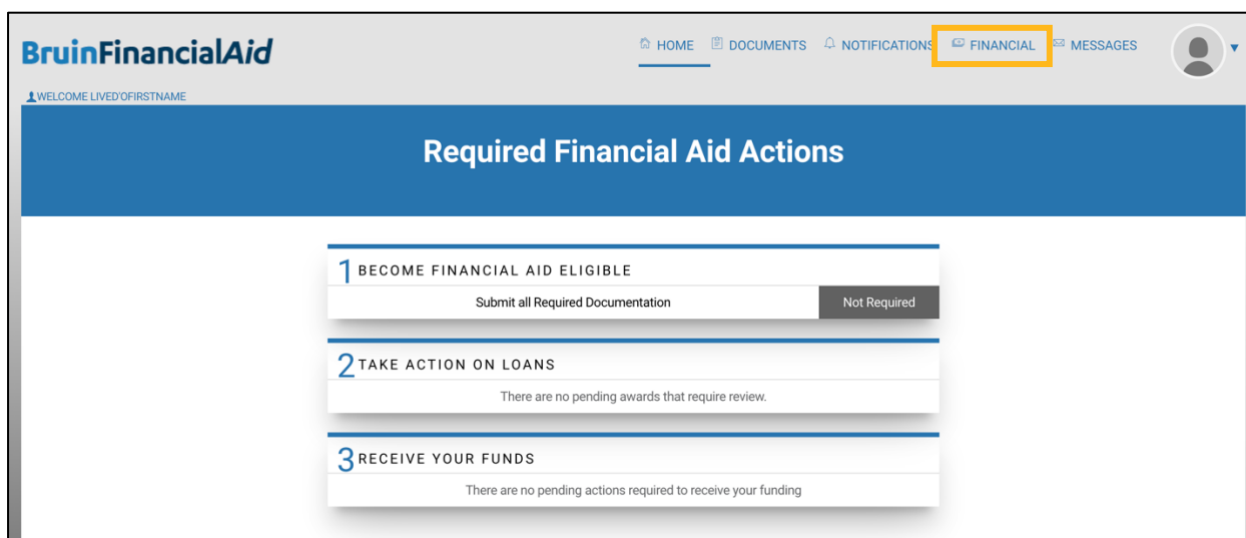 BruinFinancialAid
HOME DOCUMENTS NOTIFICATIONS FINANCIAL MESSAGES
WELCOME LIVED'OFIRSTNAME
Required Financial Aid Actions
1 BECOME FINANCIAL AID ELIGIBLE
Submit all Required Documentation Not Required
2 TAKE ACTION ON LOANS
There are no pending awards that require review.
3 RECEIVE YOUR FUNDS
There are no pending actions required to receive your funding